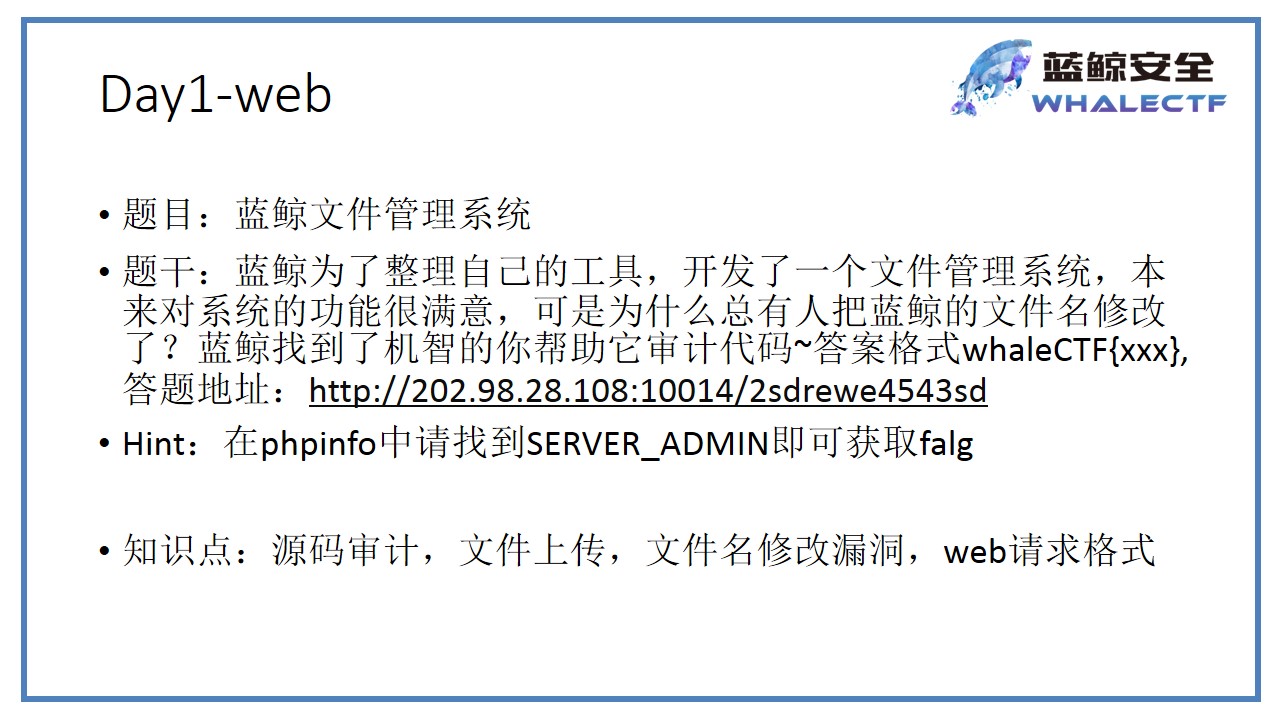 Day1-web
蓝鲸安全
WHALECTF
• 题目：蓝鲸文件管理系统
• 题干：蓝鲸为了整理自己的工具，开发了一个文件管理系统，本
来对系统的功能很满意，可是为什么总有人把蓝鲸的文件名修改
了？蓝鲸找到了机智的你帮助它审计代码~答案格式whaleCTF{xxx},
答题地址：http://202.98.28.108:10014/2sdrewe4543sd
• Hint：在phpinfo中请找到SERVER_ADMIN即可获取falg
• 知识点：源码审计，文件上传，文件名修改漏洞，web请求格式